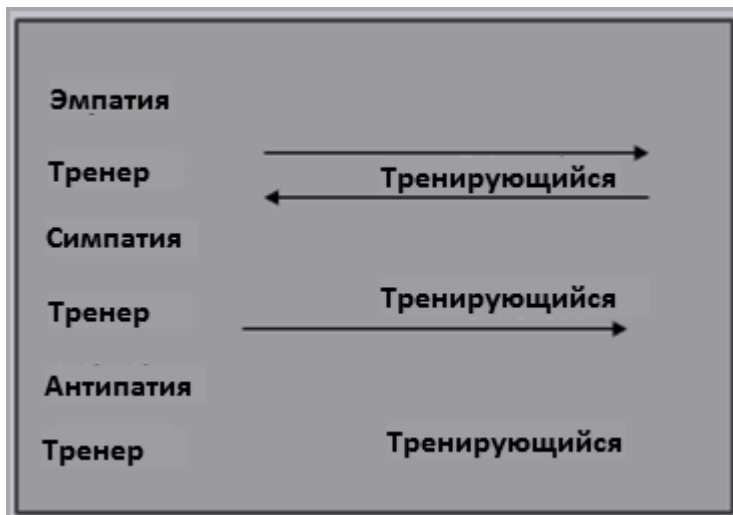 Эмпатия
Тренер Тренирующийся
Симпатия
Тренер Тренирующийся
Антипатия
Тренер Тренирующийся